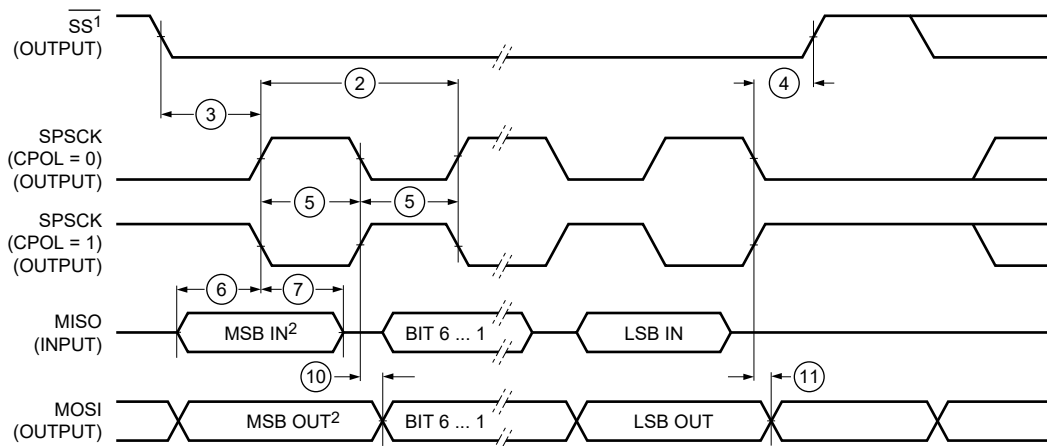 SS1
(OUTPUT)
2
4
3
SPSCK
(CPOL = 0)
(OUTPUT)
5
5
SPSCK
(CPOL = 1)
(OUTPUT)
6
7
MISO
(INPUT)
MSB IN2
BIT 6 ... 1
LSB IN
10
11
MOSI
(OUTPUT)
MSB OUT2
BIT 6 ... 1
LSB OUT